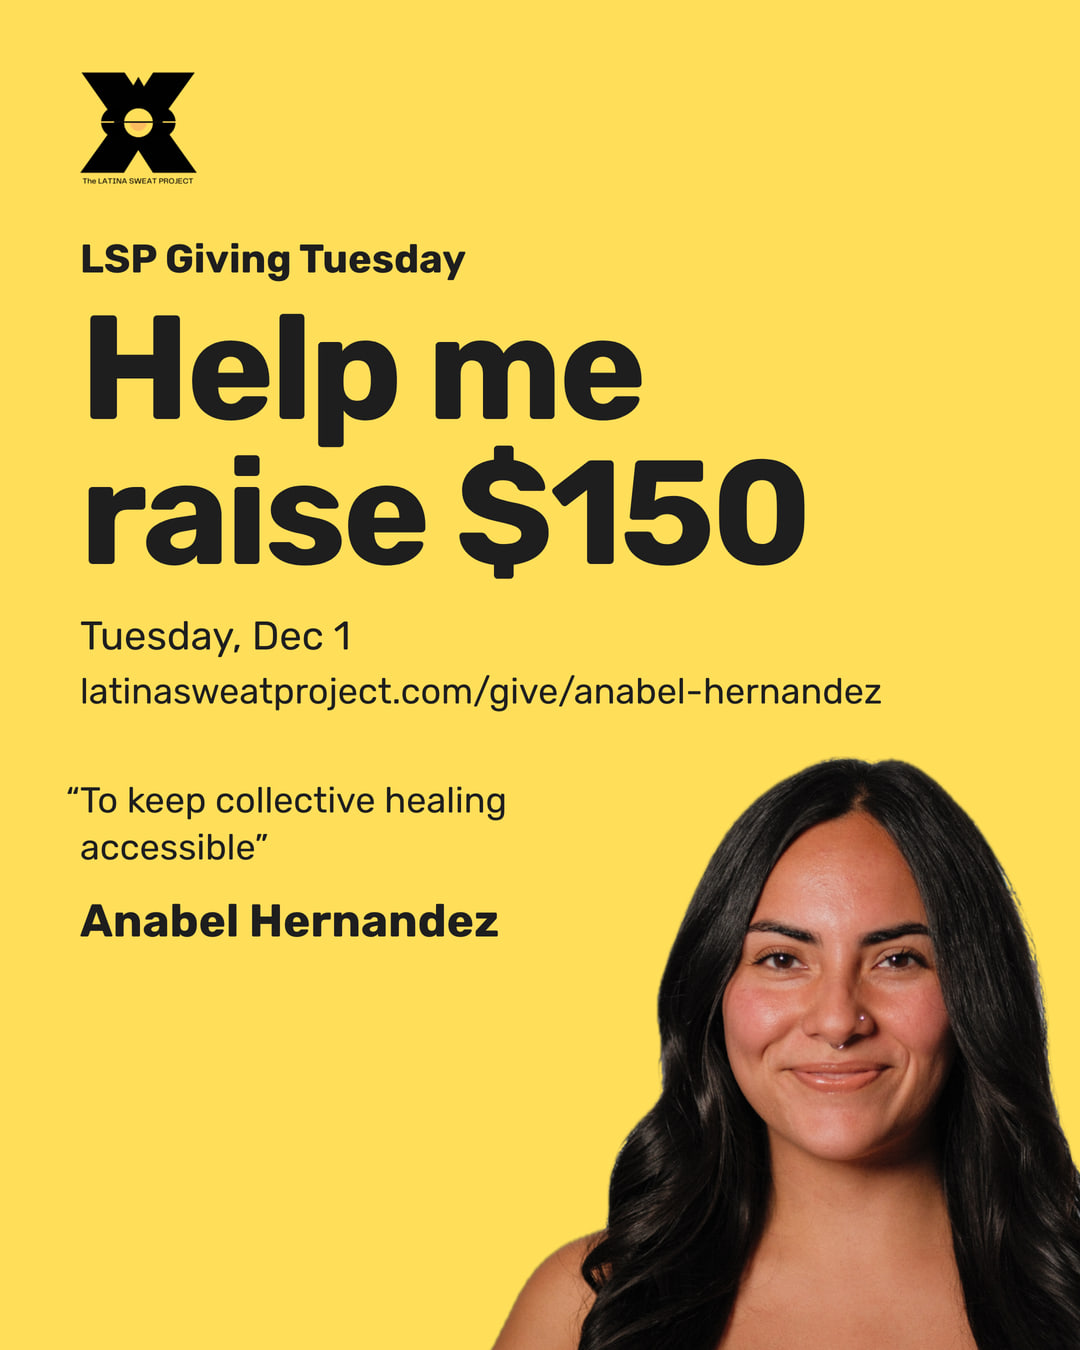 The LATINA SWEAT PROJECT
LSP Giving Tuesday
Help me
raise $150
Tuesday, Dec 1
latinasweatproject.com/give/anabel-hernandez
“To keep collective healing
accessible”
Anabel Hernandez